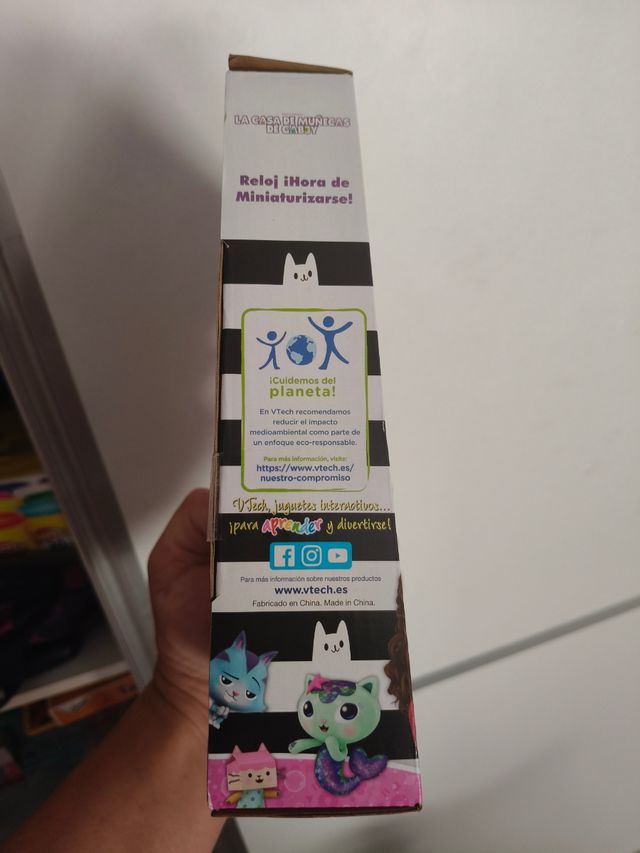 LA CASA DE MUÑECAS
DE GABBY
Reloj ¡Hora de
Miniaturizarse!
¡Cuidemos del
planeta!
En VTech recomendamos
reducir el impacto
medioambiental como parte de
un enfoque eco-responsable.
Para más información, visite:
https://www.vtech.es/
nuestro-compromiso
VTech, juguetes interactivos...
¡para aprender y divertirse!
Para más información sobre nuestros productos
www.vtech.es
Fabricado en China. Made in China.